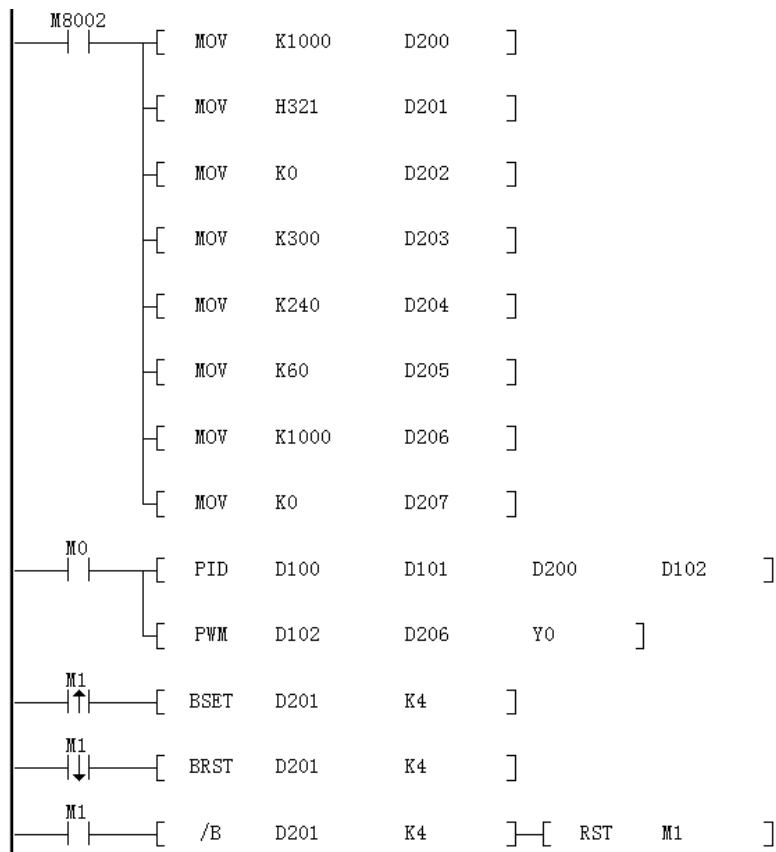 M8002
MOV K1000 D200
MOV H321 D201
MOV K0 D202
MOV K300 D203
MOV K240 D204
MOV K60 D205
MOV K1000 D206
MOV K0 D207
M0
PID D100 D101 D200 D102
PWM D102 D206 Y0
M1
BSET D201 K4
M1
BRST D201 K4
M1
/B D201 K4 RST M1